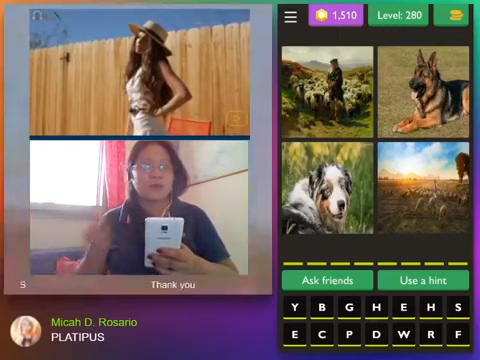 1,510
Level: 280
Ask friends
Use a hint
Y B G H E H S
E C P D W R F
S
Thank you
Micah D. Rosario
PLATIPUS